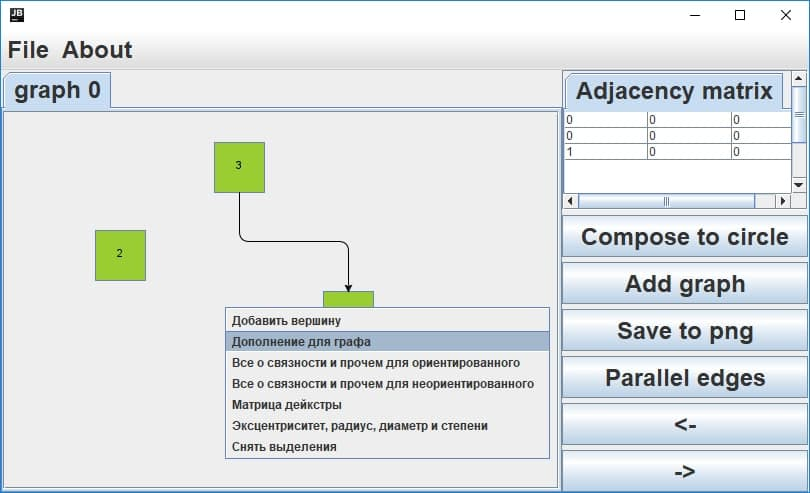 JB
File About
graph 0
Adjacency matrix
0 0 0
0 0 0
1 0 0
3
2
Добавить вершину
Дополнение для графа
Все о связности и прочем для ориентированного
Все о связности и прочем для неориентированного
Матрица дейкстры
Эксцентриситет, радиус, диаметр и степени
Снять выделения
Compose to circle
Add graph
Save to png
Parallel edges
<-
->